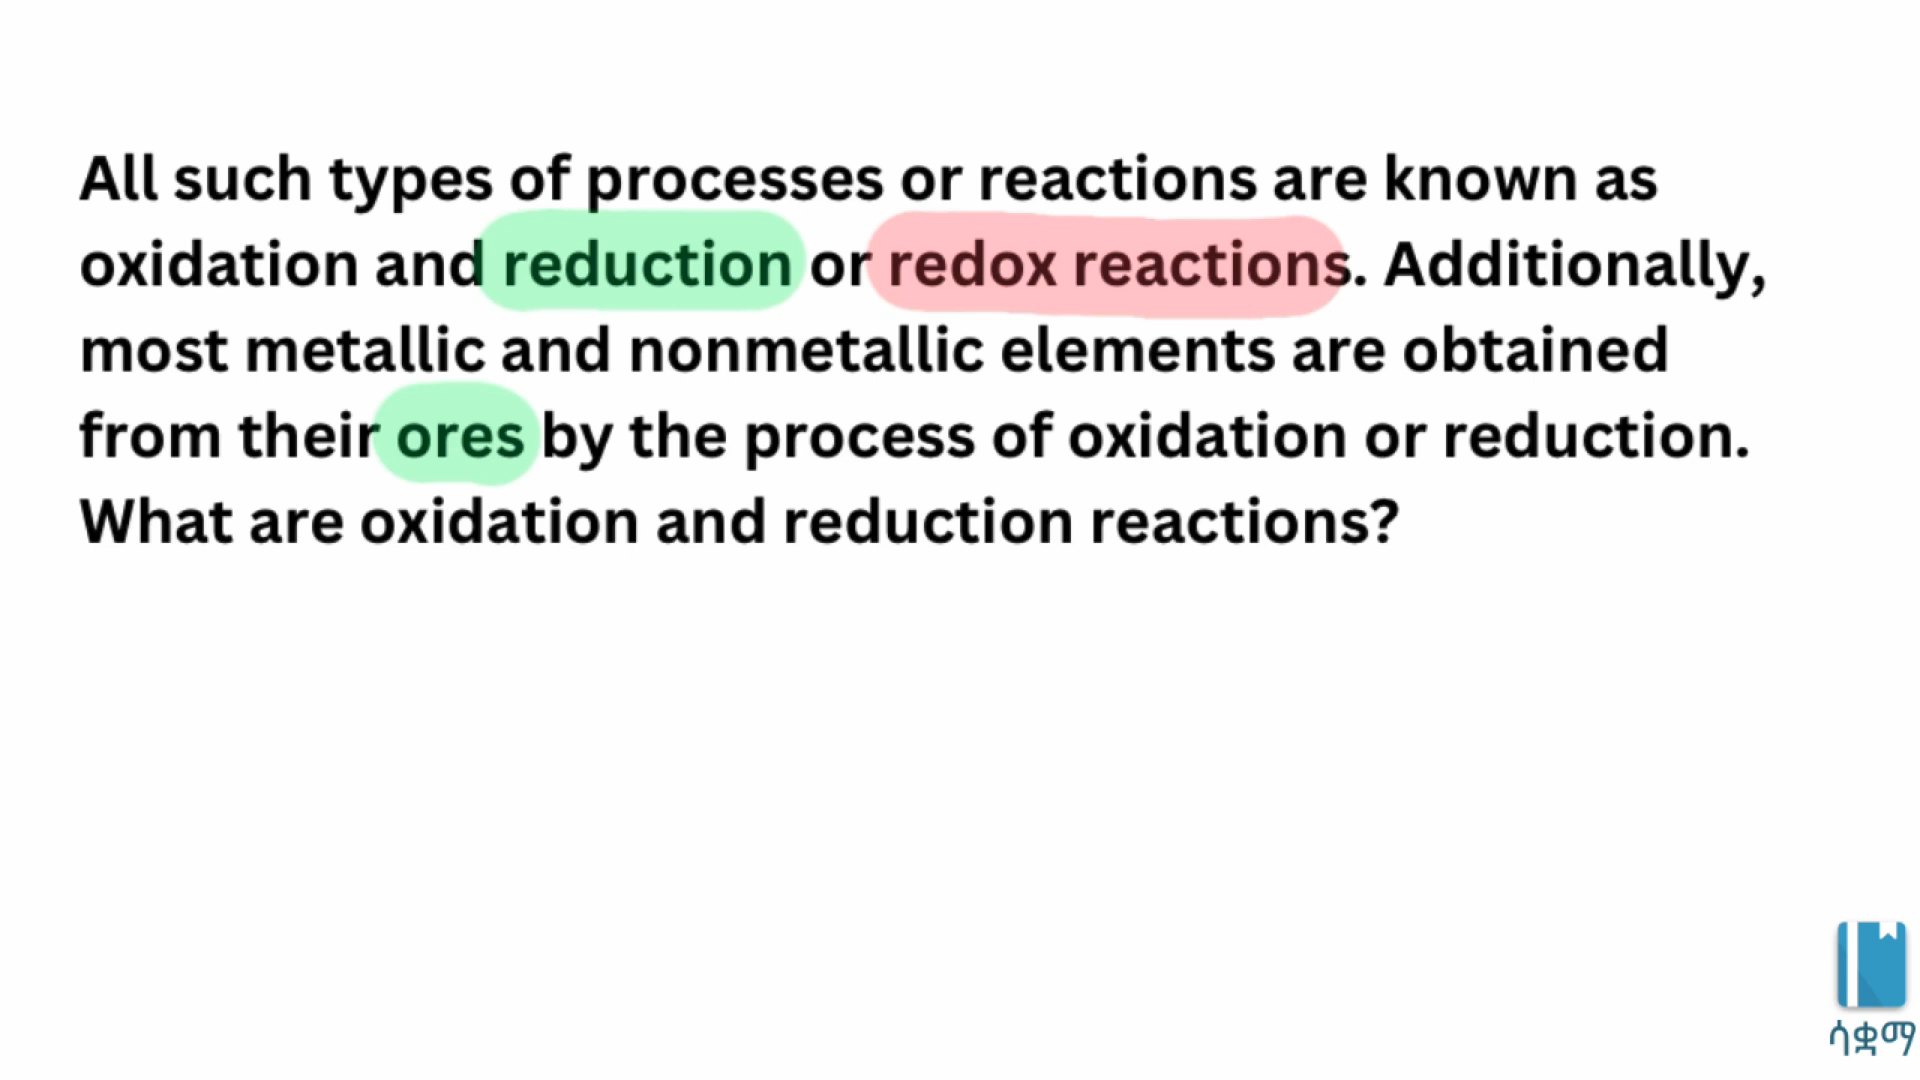 All such types of processes or reactions are known as
oxidation and reduction or redox reactions. Additionally,
most metallic and nonmetallic elements are obtained
from their ores by the process of oxidation or reduction.
What are oxidation and reduction reactions?
ሳቋማ